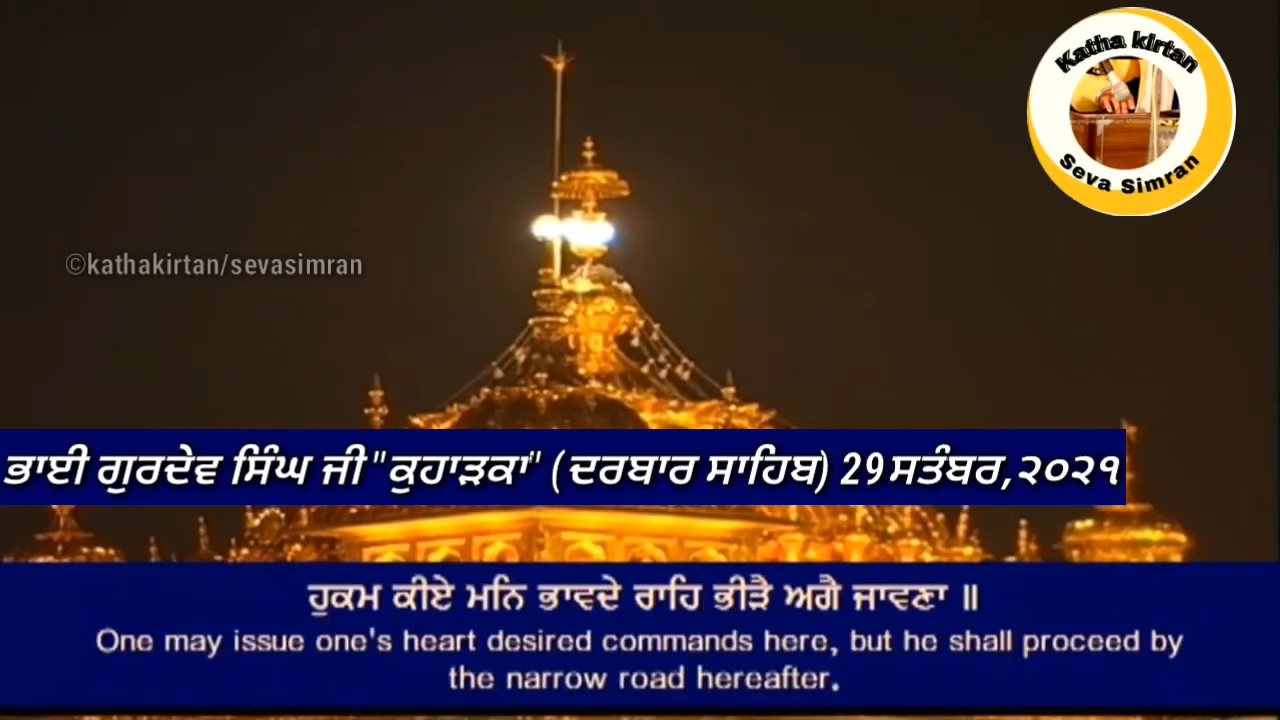 Katha kirtan
Seva Simran
©kathakirtan/sevasimran
ਭਾਈ ਗੁਰਦੇਵ ਸਿੰਘ ਜੀ "ਕੁਹਾੜਕਾ" (ਦਰਬਾਰ ਸਾਹਿਬ) 29 ਸਤੰਬਰ,੨੦੨੧
ਹੁਕਮ ਕੀਏ ਮਨਿ ਭਾਵਦੇ ਰਾਹਿ ਭੀੜੈ ਅਗੈ ਜਾਵਣਾ ॥
One may issue one's heart desired commands here, but he shall proceed by
the narrow road hereafter.